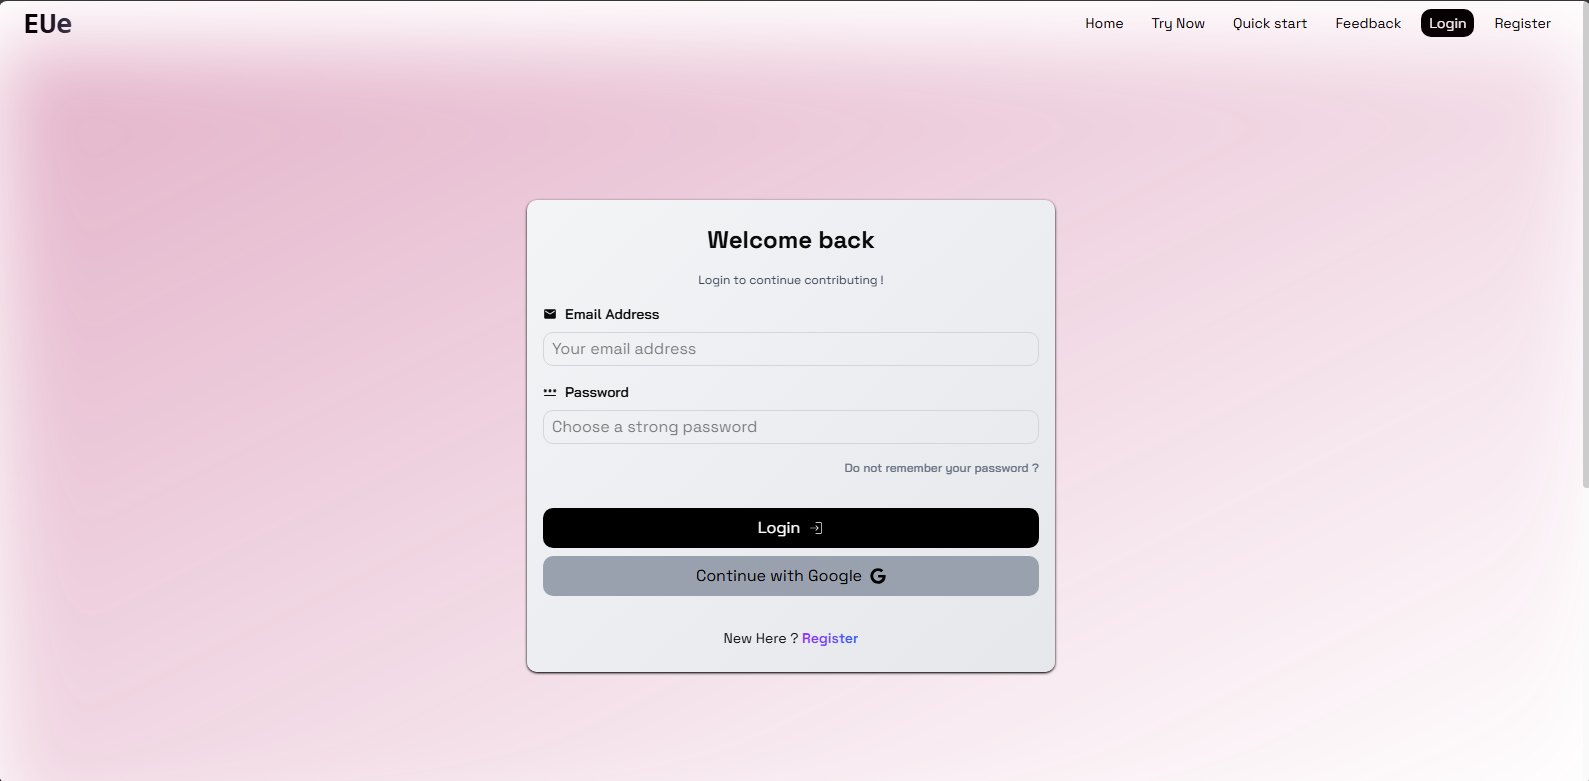 EUe
Home Try Now Quick start Feedback Login Register
Welcome back
Login to continue contributing !
Email Address
Your email address
Password
Choose a strong password
Do not remember your password ?
Login
Continue with Google
New Here ? Register